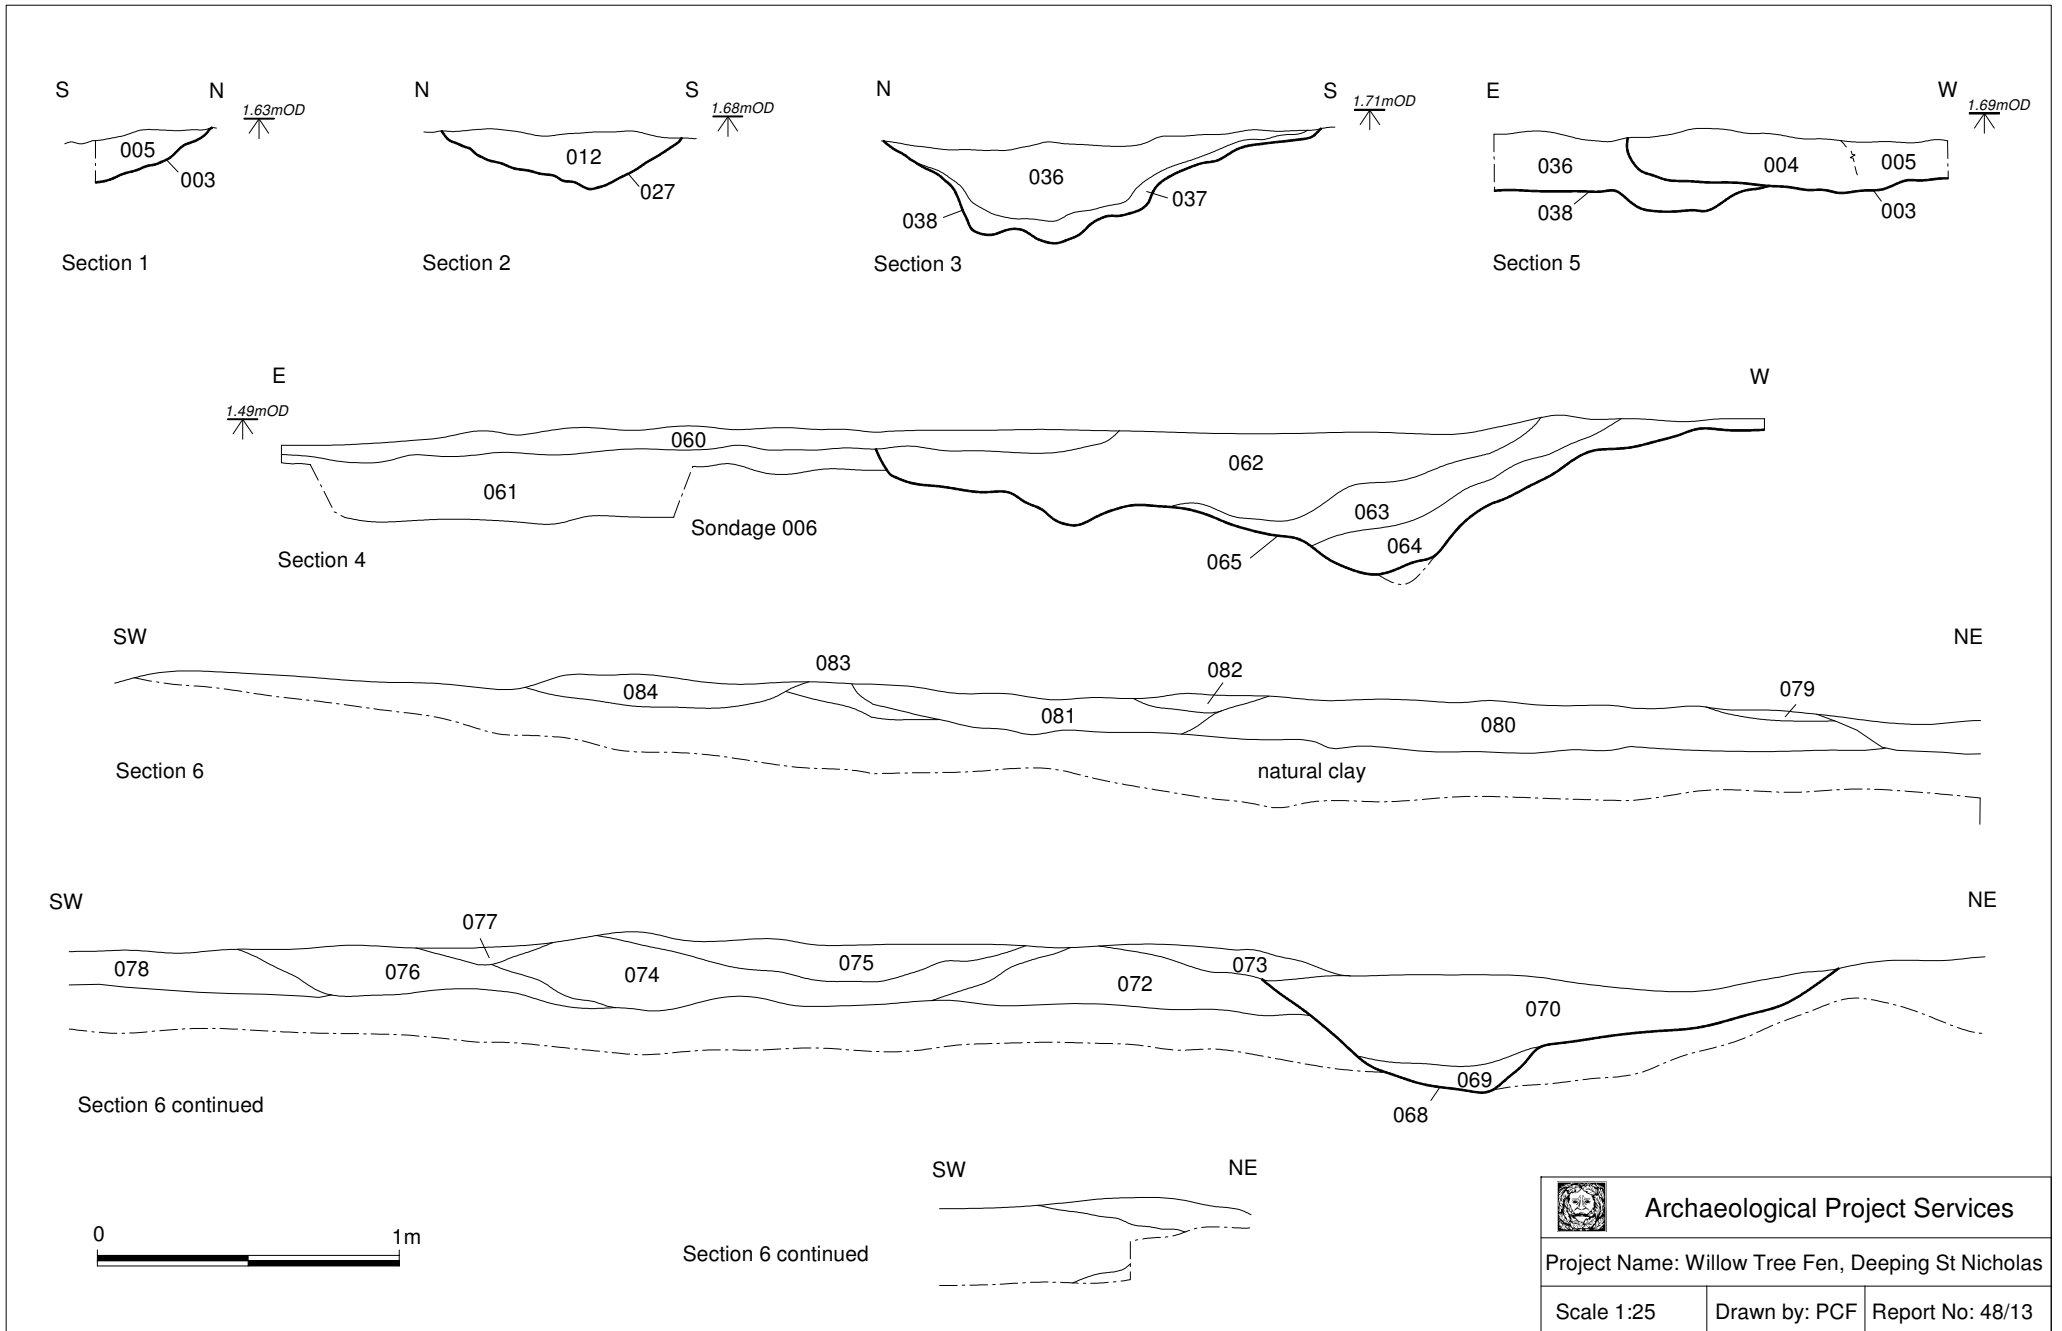 S N 1.63mOD
005
003
Section 1
N S 1.68mOD
012
027
Section 2
N S 1.71mOD
036
037
038
Section 3
E W 1.69mOD
036 004 005
038 003
Section 5
E W
1.49mOD
060
062
061
063
Sondage 006
064
065
Section 4
SW NE
083
082
084
079
081
080
Section 6
natural clay
SW NE
077
078 076 074 075 073
072
070
069
068
Section 6 continued
SW NE
Section 6 continued
0 1m
Archaeological Project Services
Project Name: Willow Tree Fen, Deeping St Nicholas
Scale 1:25 Drawn by: PCF Report No: 48/13